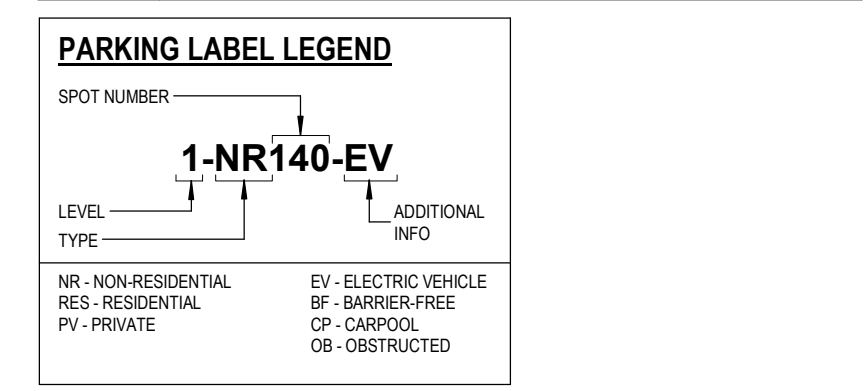 PARKING LABEL LEGEND
SPOT NUMBER
1-NR140-EV
LEVEL
TYPE
ADDITIONAL
INFO
NR - NON-RESIDENTIAL
RES - RESIDENTIAL
PV - PRIVATE
EV - ELECTRIC VEHICLE
BF - BARRIER-FREE
CP - CARPOOL
OB - OBSTRUCTED